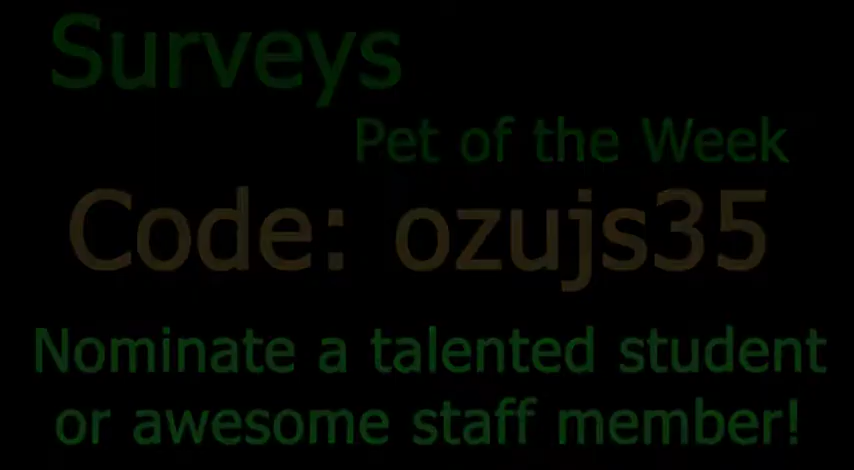 Surveys
Pet of the Week
Code: ozujs35
Nominate a talented student
or awesome staff member!